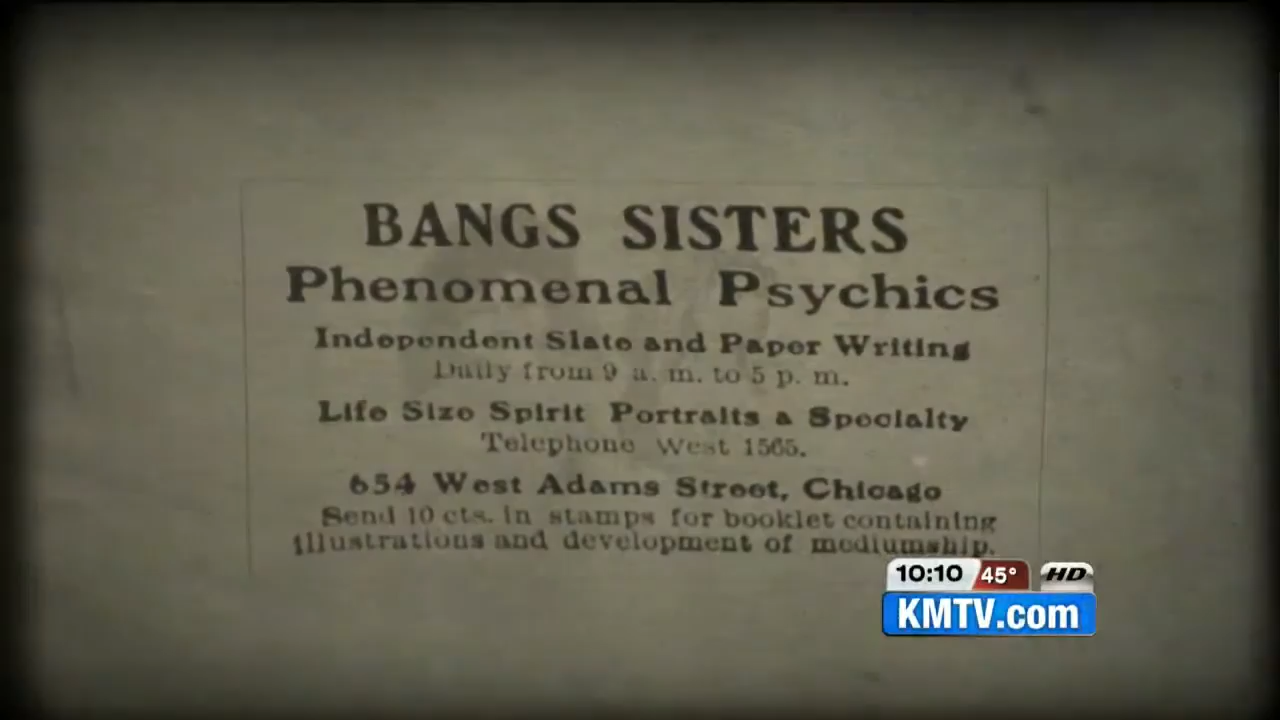 BANGS SISTERS
Phenomenal Psychics
Independent Slate and Paper Writing
Daily from 9 a. m. to 5 p. m.
Life Size Spirit Portraits a Specialty
Telephone West 1565.
654 West Adams Street, Chicago
Send 10 cts. in stamps for booklet containing
illustrations and development of mediumship.
10:10 45° HD
KMTV.com